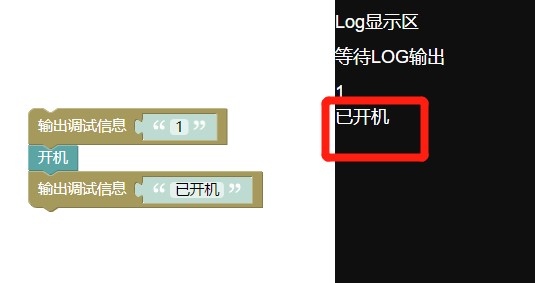 输出调试信息 “ 1 ”
开机
输出调试信息 “ 已开机 ”
Log显示区
等待LOG输出
1
已开机